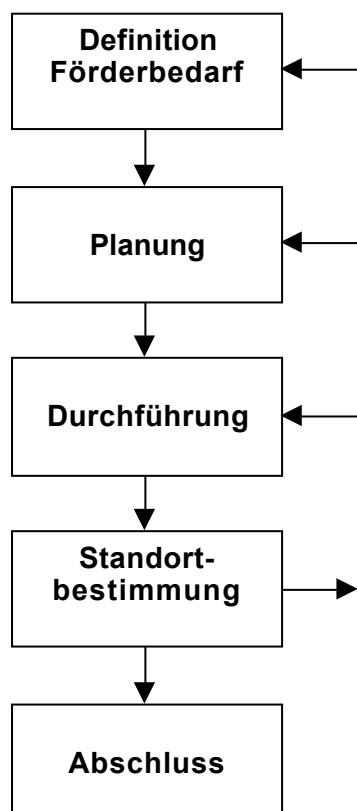 Definition
Förderbedarf
Planung
Durchführung
Standort-
bestimmung
Abschluss